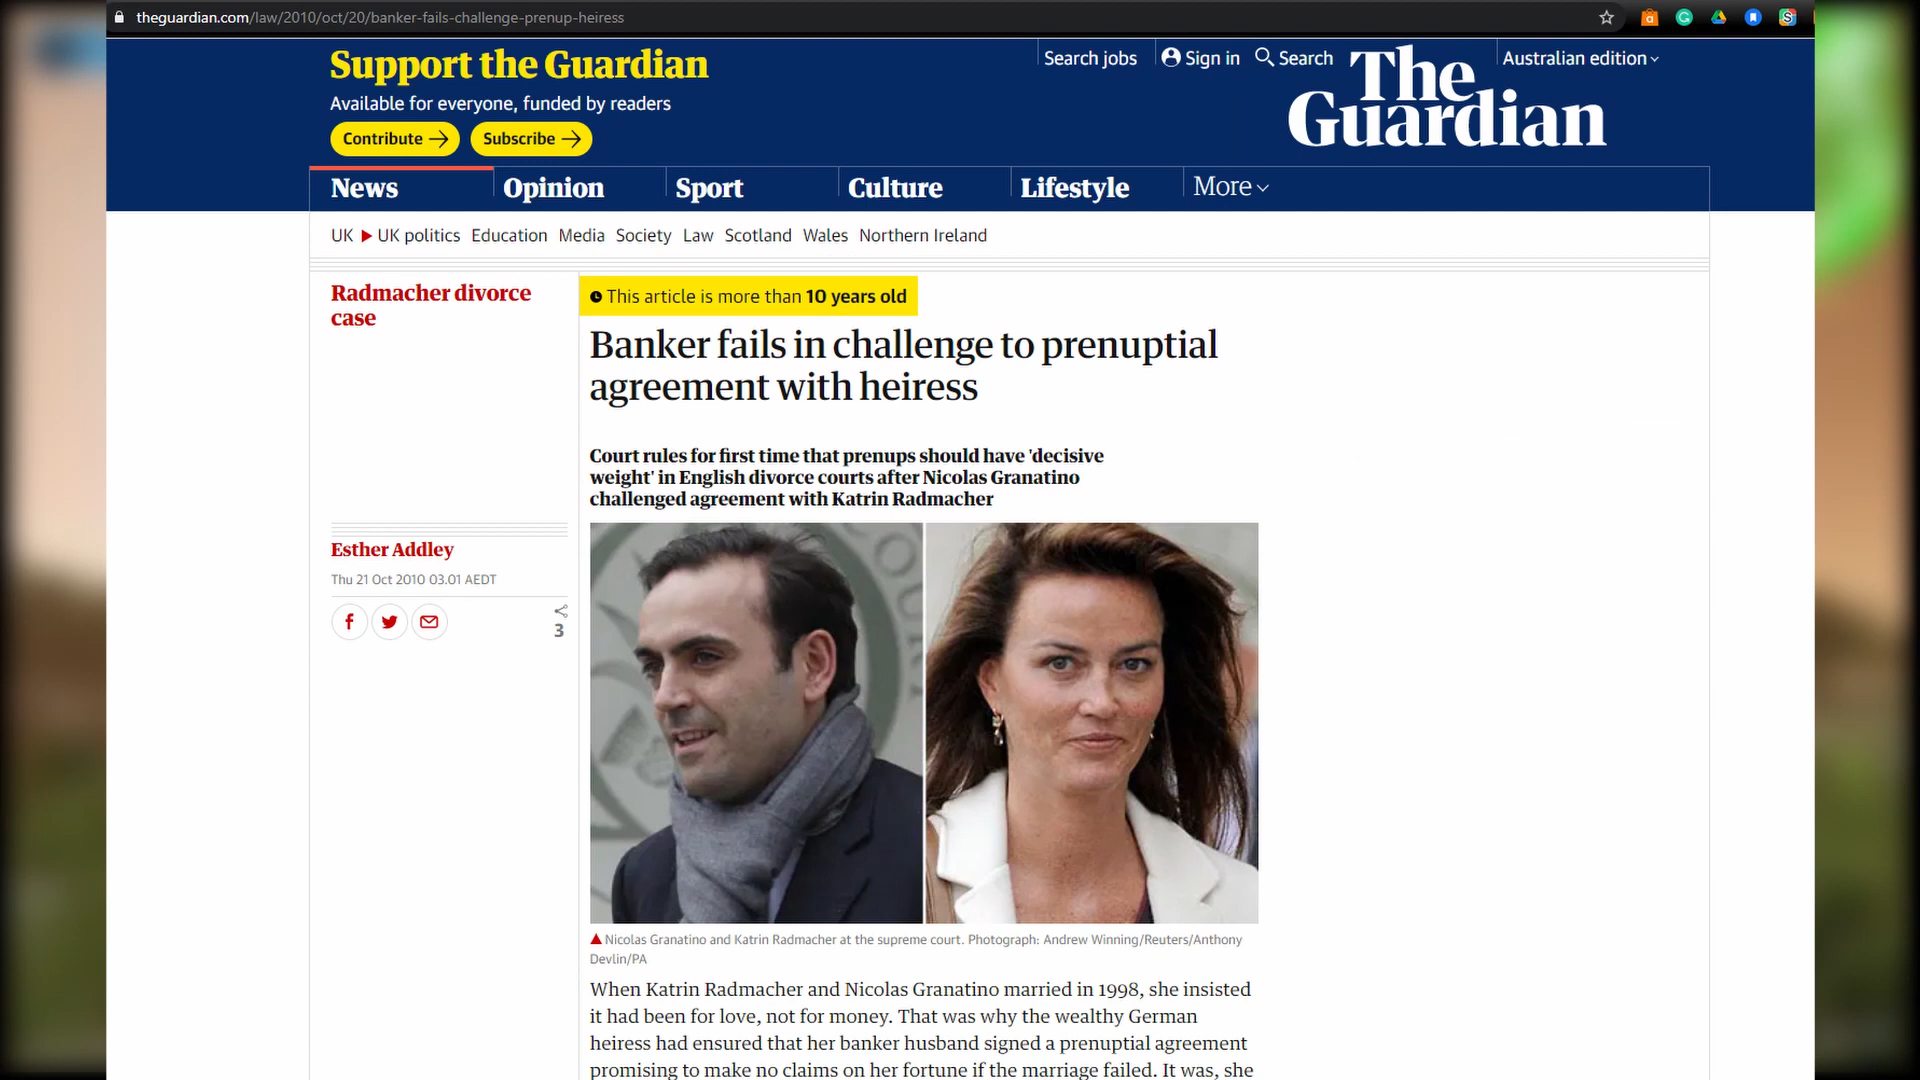 theguardian.com/law/2010/oct/20/banker-fails-challenge-prenup-heiress
Support the Guardian
Available for everyone, funded by readers
Contribute
Subscribe
Search jobs
Sign in
Search
Australian edition
The
Guardian
News
Opinion
Sport
Culture
Lifestyle
More
UK
UK politics
Education
Media
Society
Law
Scotland
Wales
Northern Ireland
Radmacher divorce
case
This article is more than 10 years old
Banker fails in challenge to prenuptial
agreement with heiress
Court rules for first time that prenups should have 'decisive
weight' in English divorce courts after Nicolas Granatino
challenged agreement with Katrin Radmacher
Esther Addley
Thu 21 Oct 2010 03.01 AEDT
3
Nicolas Granatino and Katrin Radmacher at the supreme court. Photograph: Andrew Winning/Reuters/Anthony
Devlin/PA
When Katrin Radmacher and Nicolas Granatino married in 1998, she insisted
it had been for love, not for money. That was why the wealthy German
heiress had ensured that her banker husband signed a prenuptial agreement
promising to make no claims on her fortune if the marriage failed. It was, she